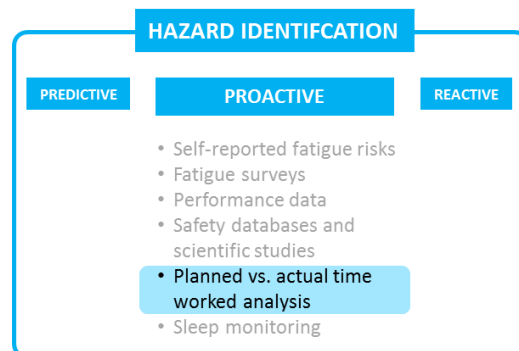 HAZARD IDENTIFCATION
PREDICTIVE
PROACTIVE
REACTIVE
• Self-reported fatigue risks
• Fatigue surveys
• Performance data
• Safety databases and
scientific studies
• Planned vs. actual time
worked analysis
• Sleep monitoring